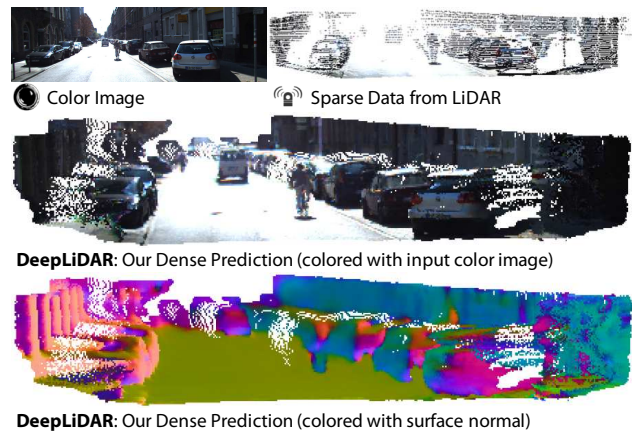 Color Image
Sparse Data from LiDAR
DeepLiDAR: Our Dense Prediction (colored with input color image)
DeepLiDAR: Our Dense Prediction (colored with surface normal)